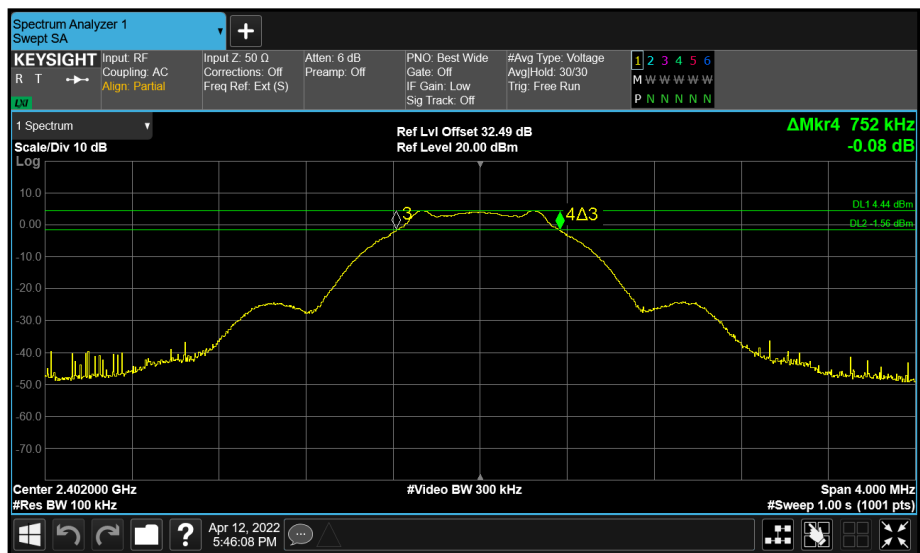 Spectrum Analyzer 1
Swept SA
KEYSIGHT
R T
LXI
Input: RF
Coupling: AC
Align: Partial
Input Z: 50 Ω
Corrections: Off
Freq Ref: Ext (S)
Atten: 6 dB
Preamp: Off
PNO: Best Wide
Gate: Off
IF Gain: Low
Sig Track: Off
#Avg Type: Voltage
Avg|Hold: 30/30
Trig: Free Run
1 2 3 4 5 6
M W W W W W
P N N N N N
1 Spectrum
Scale/Div 10 dB
Log
Ref Lvl Offset 32.49 dB
Ref Level 20.00 dBm
ΔMkr4 752 kHz
-0.08 dB
10.0
0.00
-10.0
-20.0
-30.0
-40.0
-50.0
-60.0
-70.0
DL1 4.44 dBm
DL2 -1.56 dBm
3
4Δ3
Center 2.402000 GHz
#Res BW 100 kHz
#Video BW 300 kHz
Span 4.000 MHz
#Sweep 1.00 s (1001 pts)
?
Apr 12, 2022
5:46:08 PM